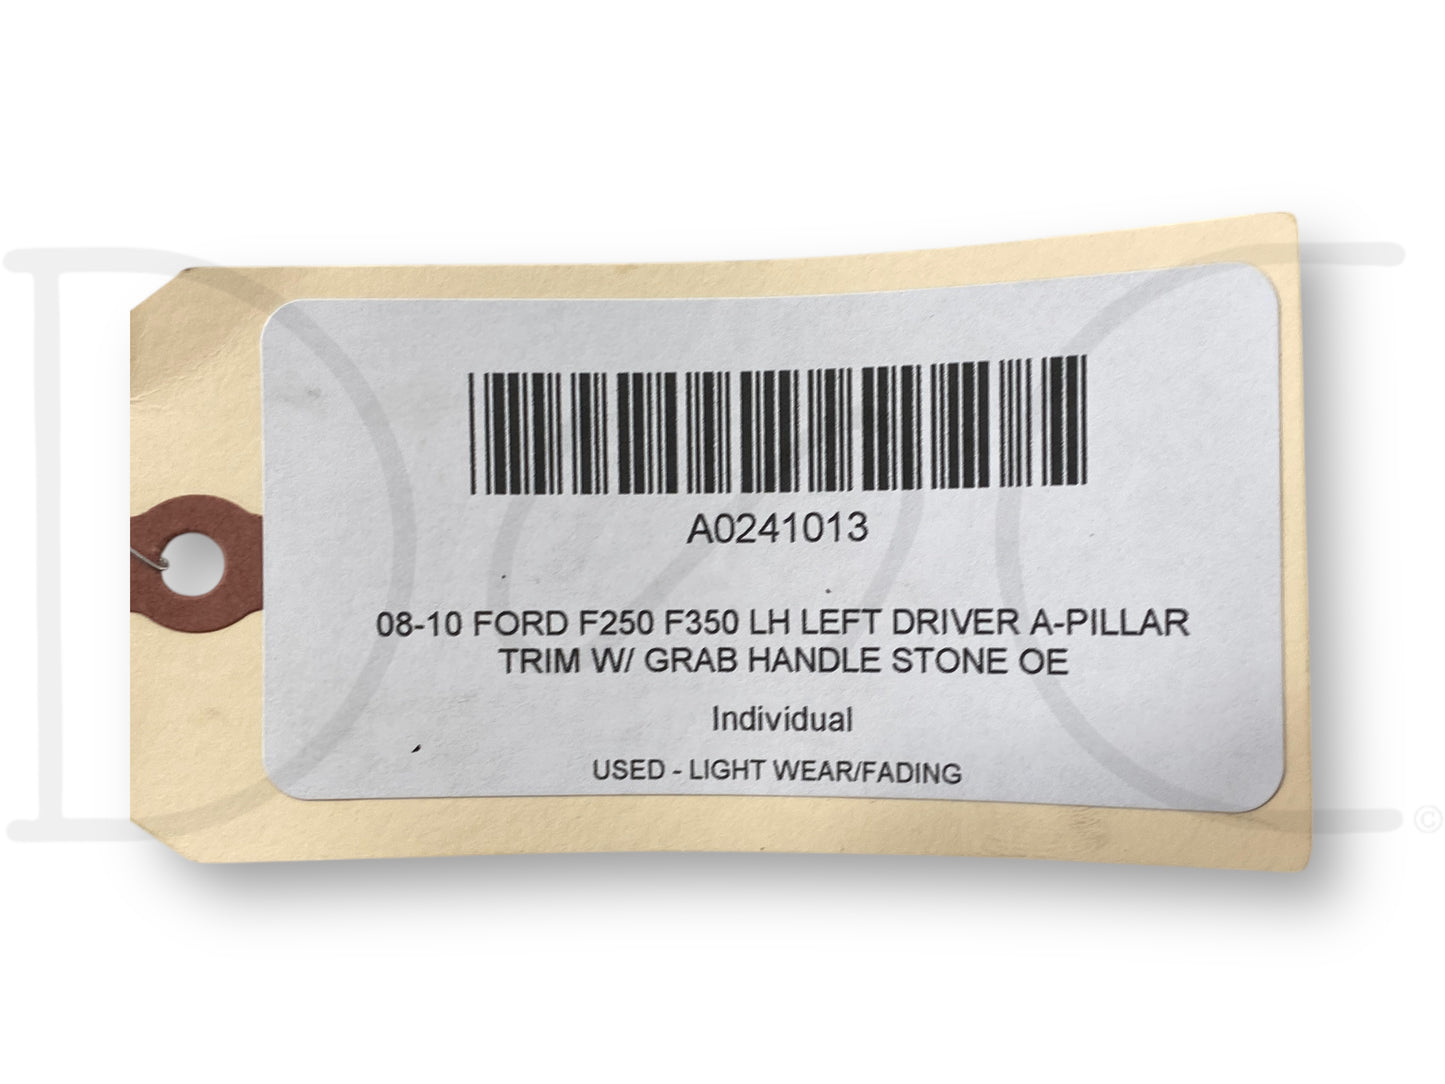 A0241013
08-10 FORD F250 F350 LH LEFT DRIVER A-PILLAR
TRIM W/ GRAB HANDLE STONE OE
Individual
USED - LIGHT WEAR/FADING
©